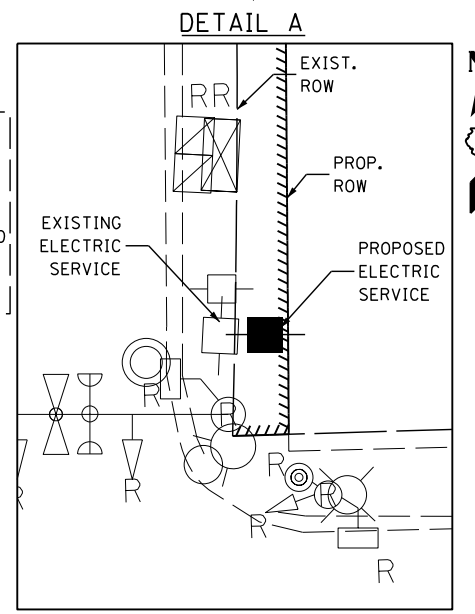 DETAIL A
EXIST.
ROW
RR
PROP.
ROW
EXISTING
ELECTRIC
SERVICE
PROPOSED
ELECTRIC
SERVICE
R
R
R
R
R
R
R
R